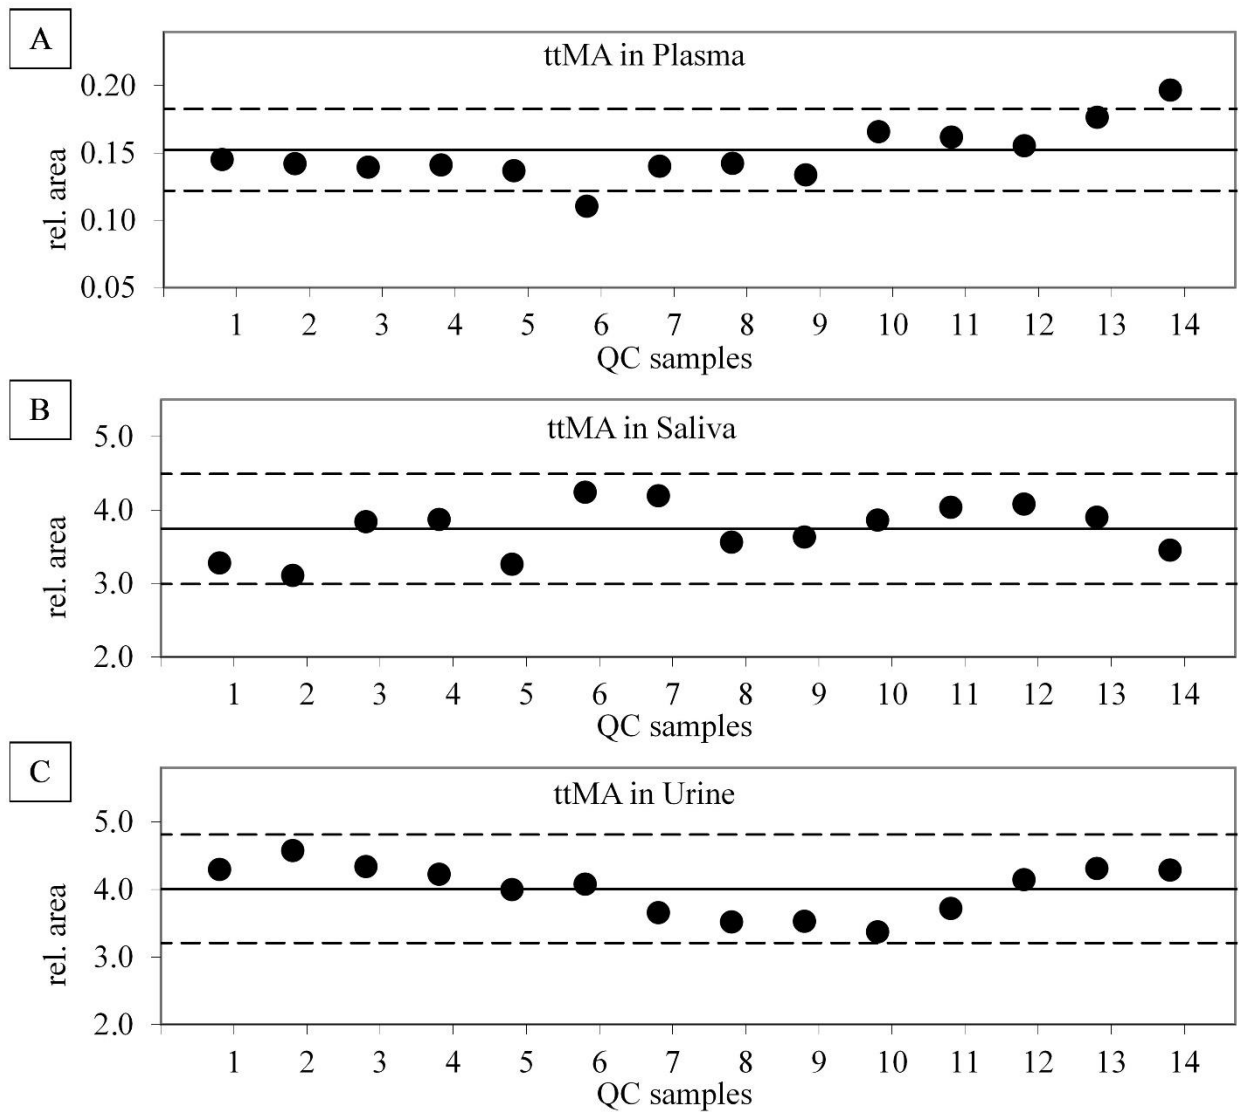 A
ttMA in Plasma
rel. area
0.20
0.15
0.10
0.05
1 2 3 4 5 6 7 8 9 10 11 12 13 14
QC samples
B
ttMA in Saliva
rel. area
5.0
4.0
3.0
2.0
1 2 3 4 5 6 7 8 9 10 11 12 13 14
QC samples
C
ttMA in Urine
rel. area
5.0
4.0
3.0
2.0
1 2 3 4 5 6 7 8 9 10 11 12 13 14
QC samples